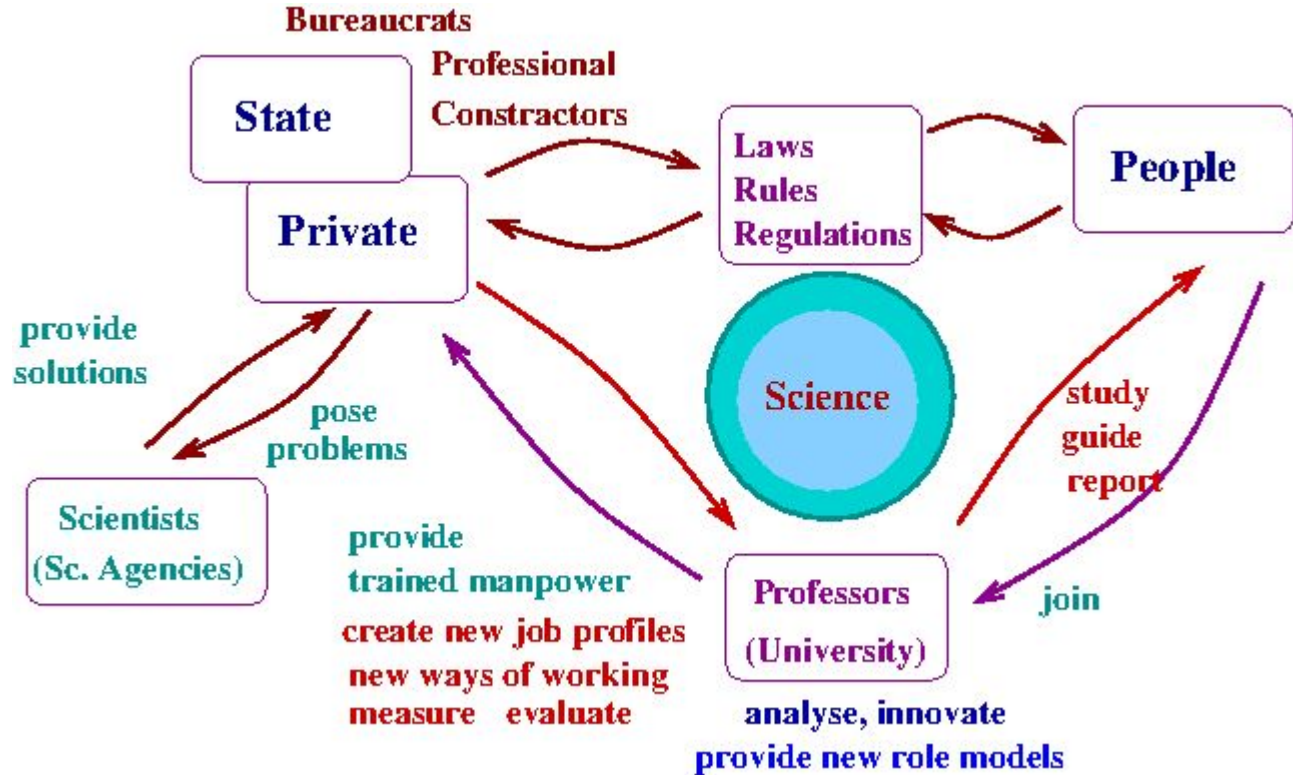 Bureaucrats
Professional
Constractors
State
Private
Laws
Rules
Regulations
People
Science
provide
solutions
pose
problems
Scientists
(Sc. Agencies)
study
guide
report
provide
trained manpower
create new job profiles
new ways of working
measure evaluate
Professors
(University)
join
analyse, innovate
provide new role models